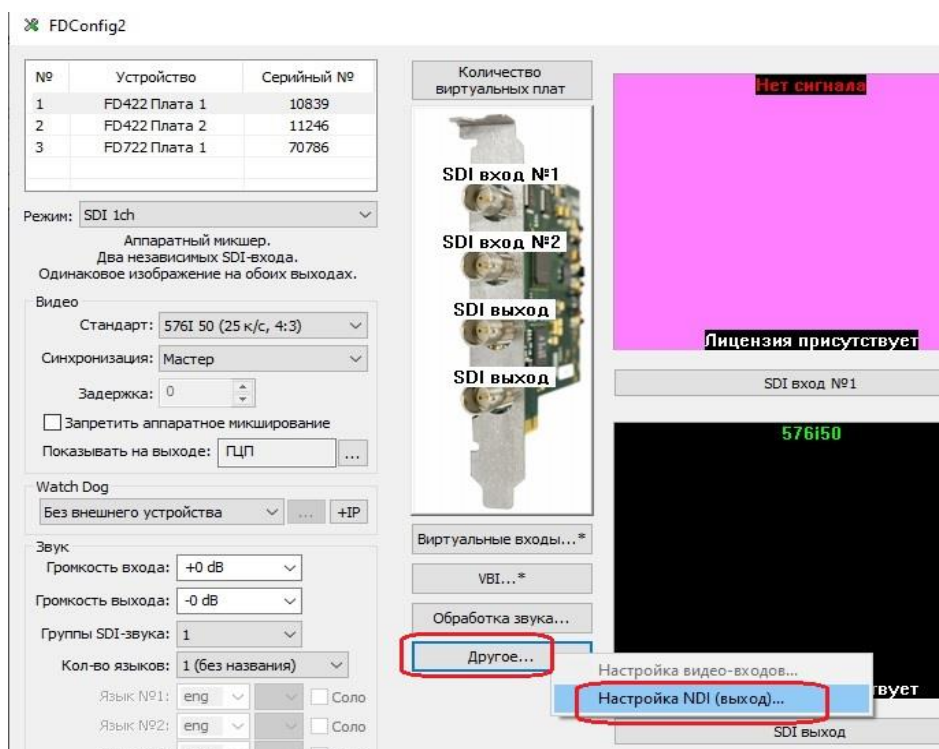 FDConfig2
№ Устройство Серийный №
1 FD422 Плата 1 10839
2 FD422 Плата 2 11246
3 FD722 Плата 1 70786
Режим: SDI 1ch
Аппаратный микшер.
Два независимых SDI-входа.
Одинаковое изображение на обоих выходах.
Видео
Стандарт: 576I 50 (25 к/с, 4:3)
Синхронизация: Мастер
Задержка: 0
Запретить аппаратное микширование
Показывать на выходе: ГЦП ...
Watch Dog
Без внешнего устройства ... +IP
Звук
Громкость входа: +0 dB
Громкость выхода: -0 dB
Группы SDI-звука: 1
Кол-во языков: 1 (без названия)
Язык №1: eng Соло
Язык №2: eng Соло
Количество
виртуальных плат
SDI вход №1
SDI вход №2
SDI выход
SDI выход
Виртуальные входы...*
VBI...*
Обработка звука...
Другое...
Настройка видео-входов...
Настройка NDI (выход)...
Нет сигнала
Лицензия присутствует
SDI вход №1
576i50
твует
SDI выход